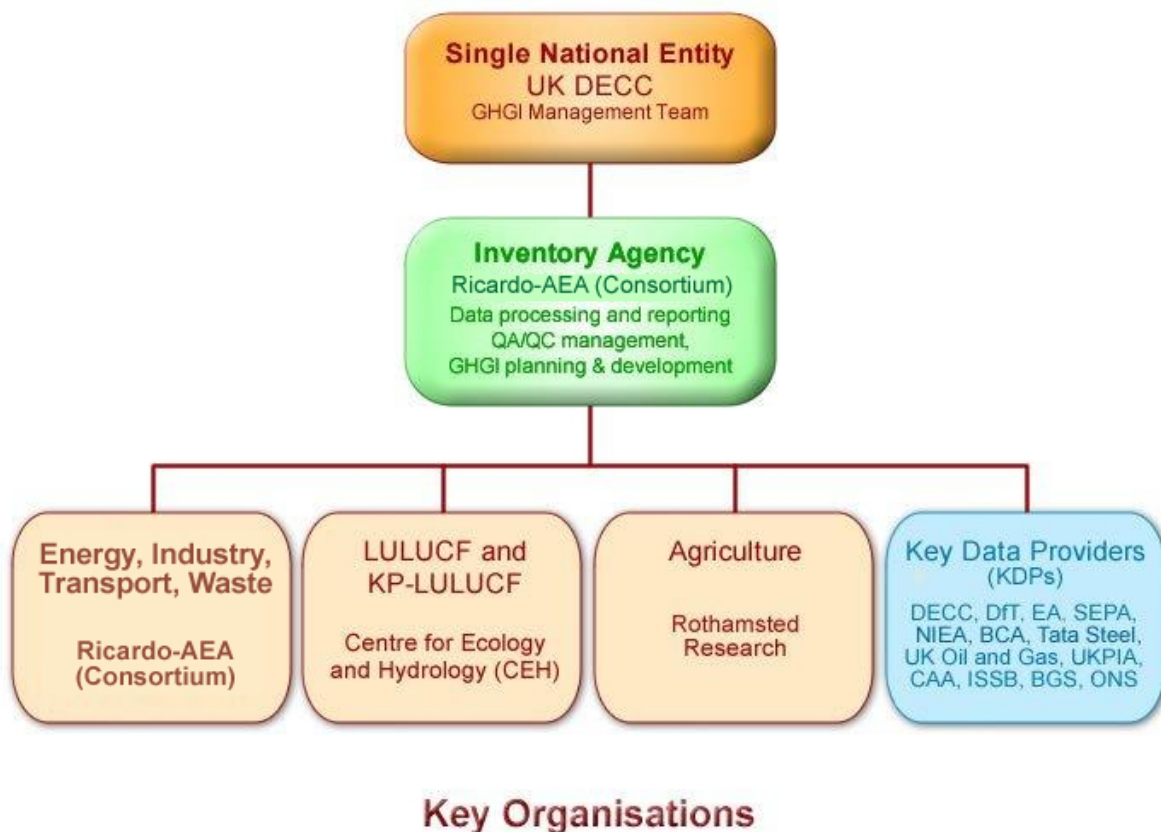 Single National Entity
UK DECC
GHGI Management Team
Inventory Agency
Ricardo-AEA (Consortium)
Data processing and reporting
QA/QC management,
GHGI planning & development
Energy, Industry,
Transport, Waste
Ricardo-AEA
(Consortium)
LULUCF and
KP-LULUCF
Centre for Ecology
and Hydrology (CEH)
Agriculture
Rothamsted
Research
Key Data Providers
(KDPs)
DECC, DfT, EA, SEPA,
NIEA, BCA, Tata Steel,
UK Oil and Gas, UKPIA,
CAA, ISSB, BGS, ONS
Key Organisations